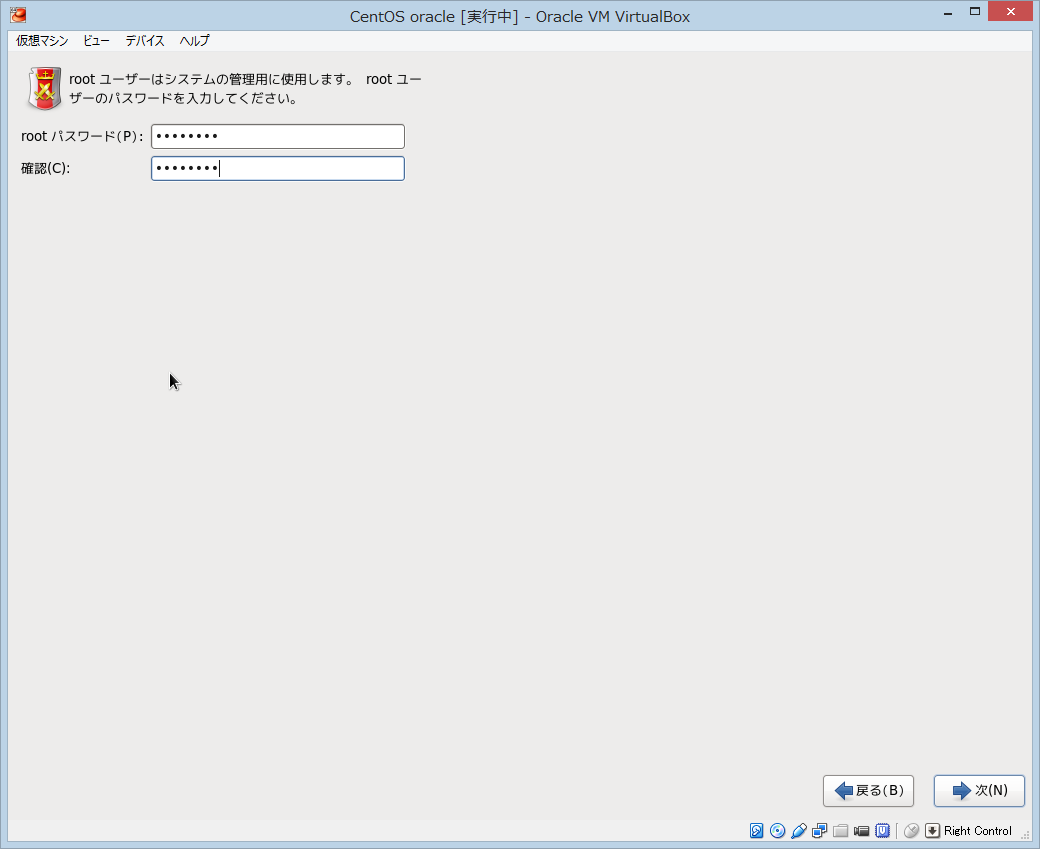 CentOS oracle [実行中] - Oracle VM VirtualBox
仮想マシン ビュー デバイス ヘルプ
root ユーザーはシステムの管理用に使用します。 root ユー
ザーのパスワードを入力してください。
root パスワード(P): ••••••••
確認(C): ••••••••
戻る(B) 次(N)
Right Control